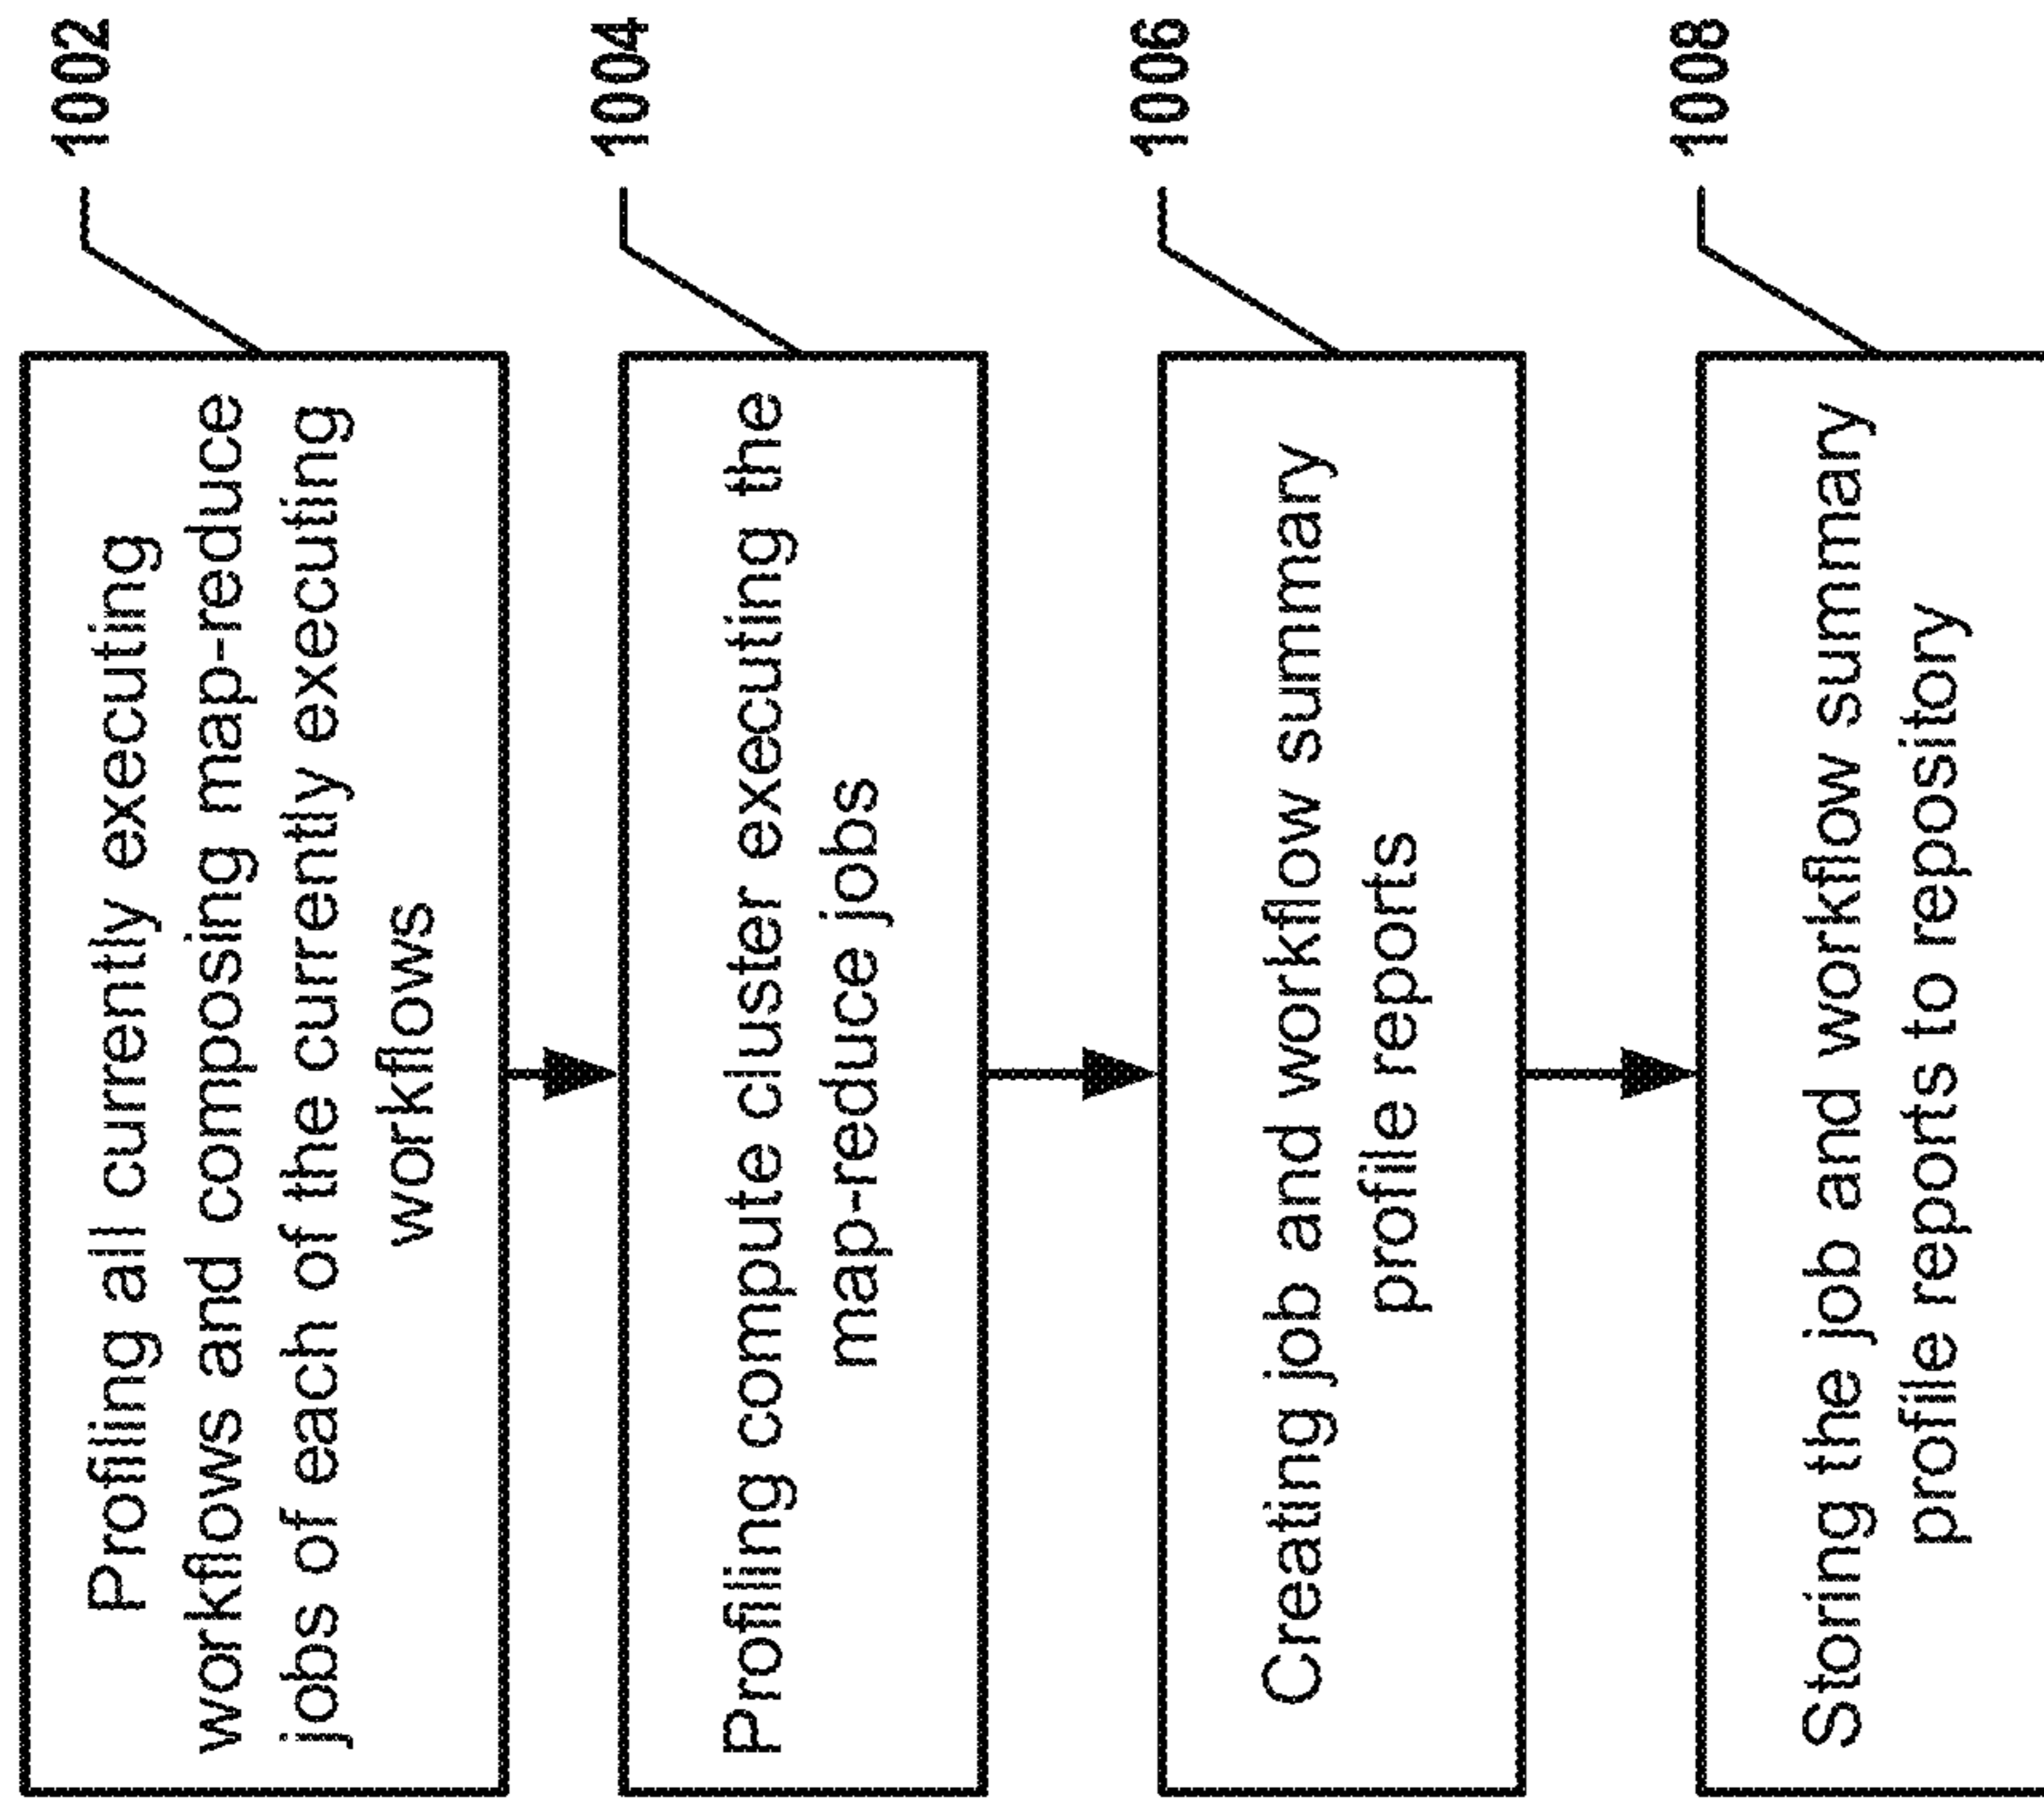 Profiling all currently executing
workflows and composing map-reduce
jobs of each of the currently executing
workflows
1002
Profiling compute cluster executing the
map-reduce jobs
1004
Creating job and workflow summary
profile reports
1006
Storing the job and workflow summary
profile reports to repository
1008